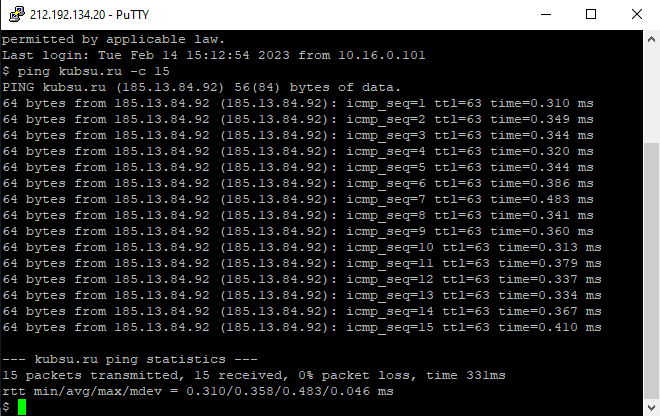 212.192.134.20 - PuTTY
permitted by applicable law.
Last login: Tue Feb 14 15:12:54 2023 from 10.16.0.101
$ ping kubsu.ru -c 15
PING kubsu.ru (185.13.84.92) 56(84) bytes of data.
64 bytes from 185.13.84.92 (185.13.84.92): icmp_seq=1 ttl=63 time=0.310 ms
64 bytes from 185.13.84.92 (185.13.84.92): icmp_seq=2 ttl=63 time=0.349 ms
64 bytes from 185.13.84.92 (185.13.84.92): icmp_seq=3 ttl=63 time=0.344 ms
64 bytes from 185.13.84.92 (185.13.84.92): icmp_seq=4 ttl=63 time=0.320 ms
64 bytes from 185.13.84.92 (185.13.84.92): icmp_seq=5 ttl=63 time=0.344 ms
64 bytes from 185.13.84.92 (185.13.84.92): icmp_seq=6 ttl=63 time=0.386 ms
64 bytes from 185.13.84.92 (185.13.84.92): icmp_seq=7 ttl=63 time=0.483 ms
64 bytes from 185.13.84.92 (185.13.84.92): icmp_seq=8 ttl=63 time=0.341 ms
64 bytes from 185.13.84.92 (185.13.84.92): icmp_seq=9 ttl=63 time=0.360 ms
64 bytes from 185.13.84.92 (185.13.84.92): icmp_seq=10 ttl=63 time=0.313 ms
64 bytes from 185.13.84.92 (185.13.84.92): icmp_seq=11 ttl=63 time=0.379 ms
64 bytes from 185.13.84.92 (185.13.84.92): icmp_seq=12 ttl=63 time=0.337 ms
64 bytes from 185.13.84.92 (185.13.84.92): icmp_seq=13 ttl=63 time=0.334 ms
64 bytes from 185.13.84.92 (185.13.84.92): icmp_seq=14 ttl=63 time=0.367 ms
64 bytes from 185.13.84.92 (185.13.84.92): icmp_seq=15 ttl=63 time=0.410 ms
--- kubsu.ru ping statistics ---
15 packets transmitted, 15 received, 0% packet loss, time 331ms
rtt min/avg/max/mdev = 0.310/0.358/0.483/0.046 ms
$